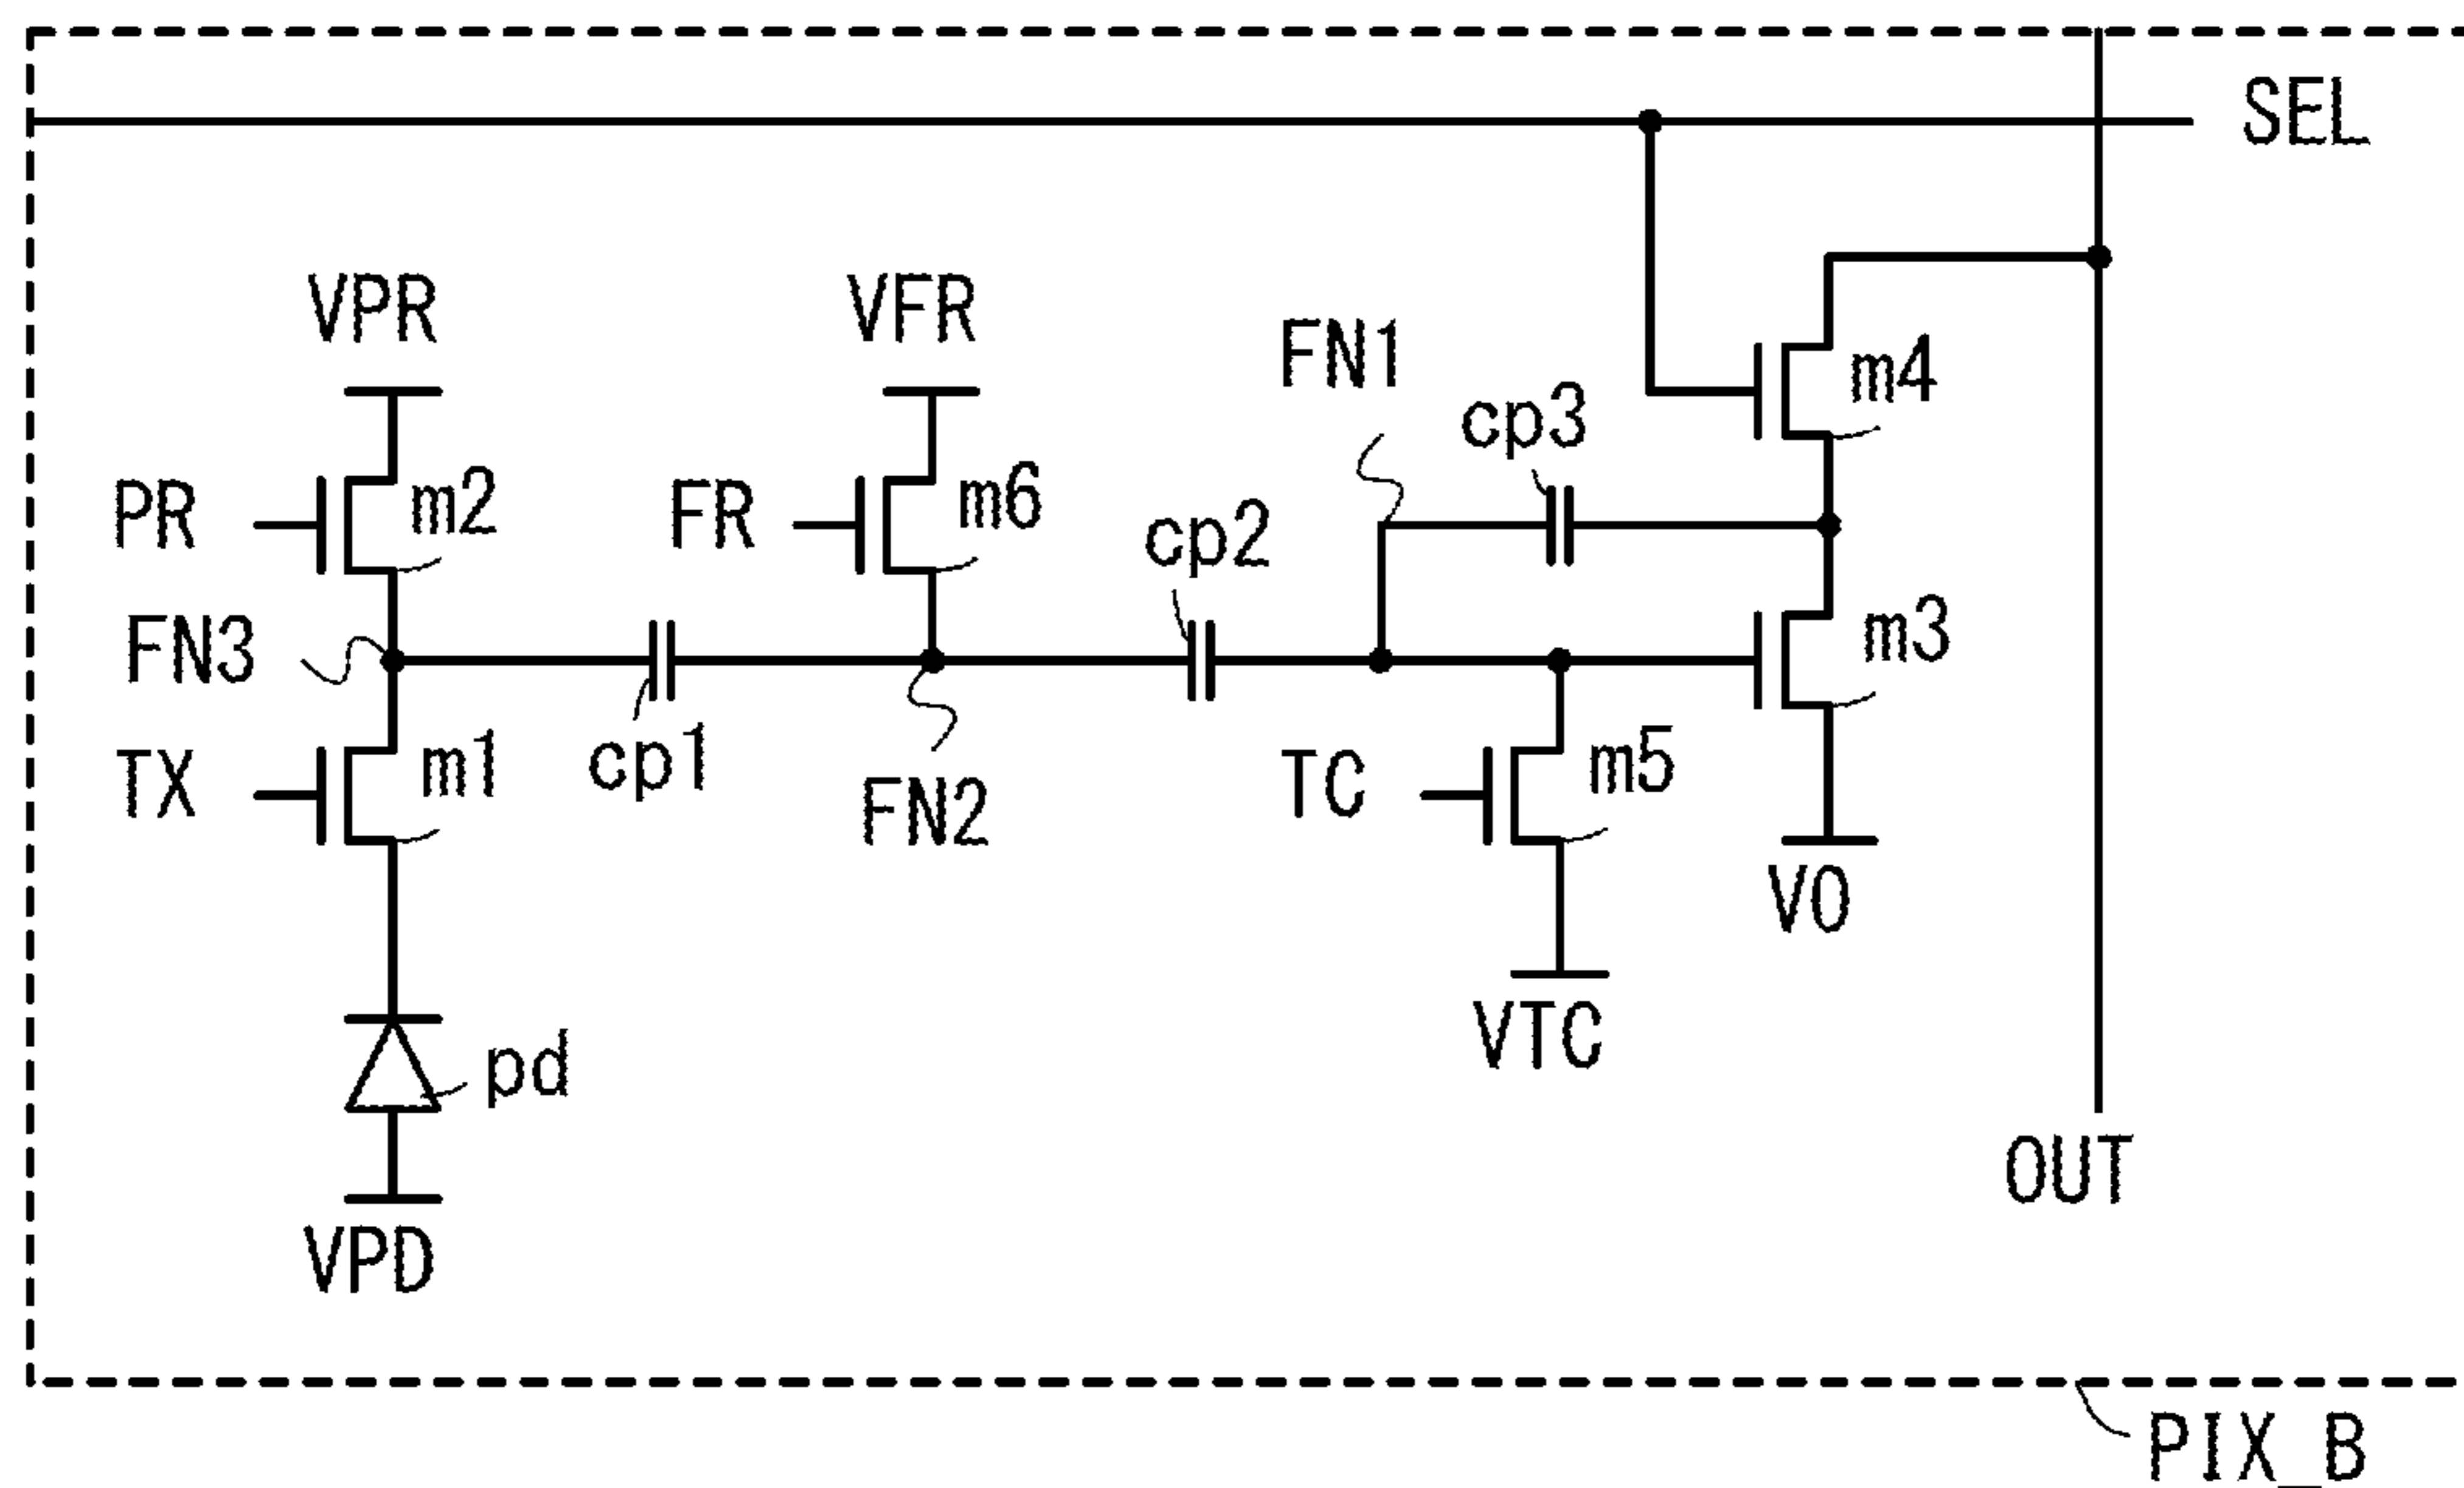 SEL
VPR
VFR
FN1
m4
cp3
PR
m2
FR
m6
cp2
FN3
m3
TX
m1
cp1
FN2
TC
m5
VO
pd
VTC
OUT
VPD
PIX_B